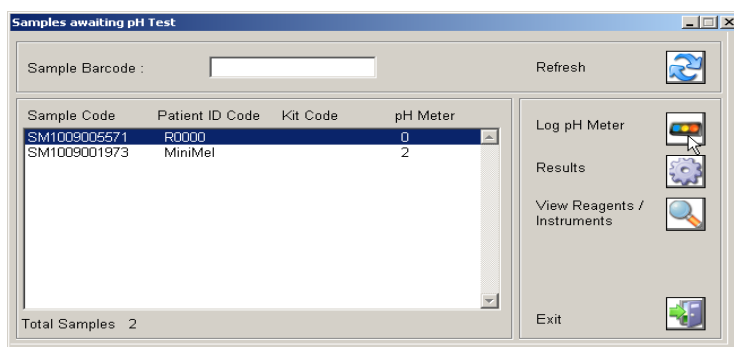 Samples awaiting pH Test
Sample Barcode :
Refresh
Sample Code Patient ID Code Kit Code pH Meter
SM1009005571 R0000 0
SM1009001973 MiniMel 2
Total Samples 2
Log pH Meter
Results
View Reagents /
Instruments
Exit